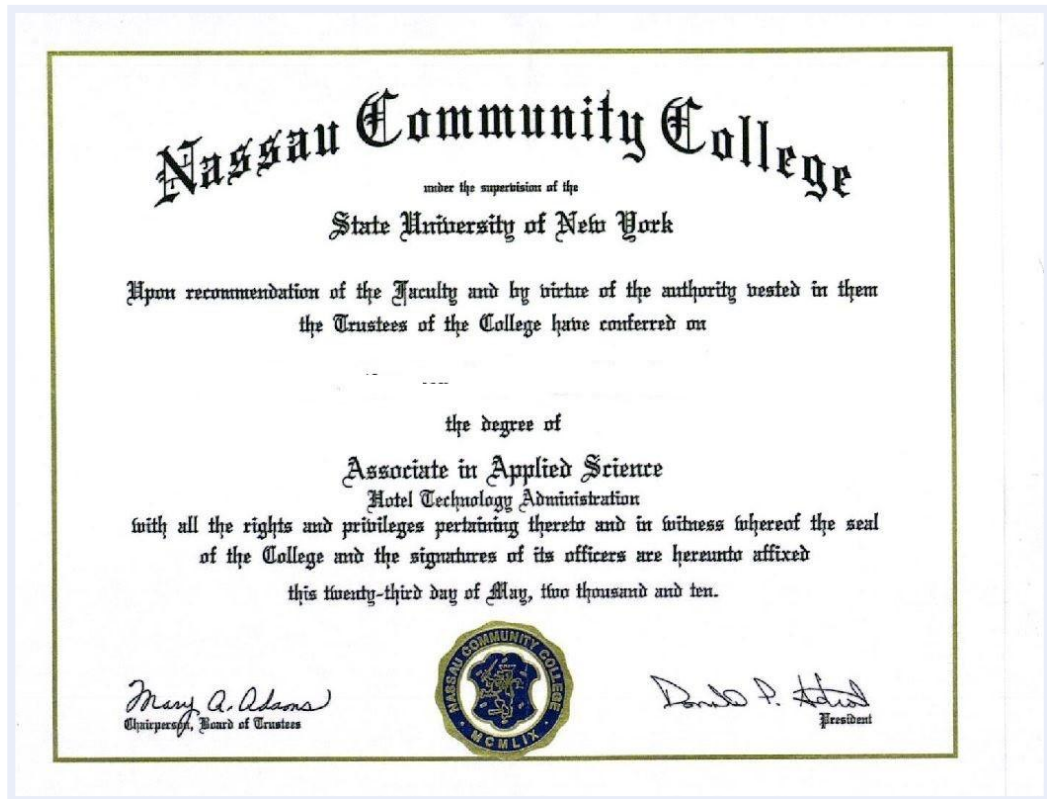 Nassau Community College
under the supervision of the
State University of New York
Upon recommendation of the Faculty and by virtue of the authority vested in them
the Trustees of the College have conferred on
the degree of
Associate in Applied Science
Hotel Technology Administration
with all the rights and privileges pertaining thereto and in witness whereof the seal
of the College and the signatures of its officers are hereunto affixed
this twenty-third day of May, two thousand and ten.
NASSAU COMMUNITY COLLEGE
MCMLIX
Mary A. Adams
Chairperson, Board of Trustees
Donald P.
President